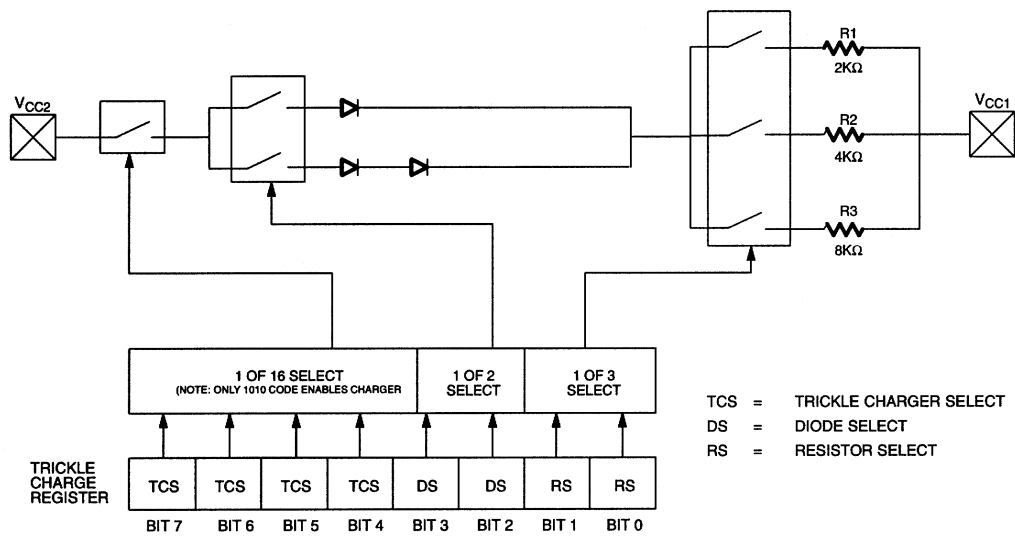 R1
2KΩ
VCC2
VCC1
R2
4KΩ
R3
8KΩ
1 OF 16 SELECT
(NOTE: ONLY 1010 CODE ENABLES CHARGER
1 OF 2
SELECT
1 OF 3
SELECT
TCS = TRICKLE CHARGER SELECT
DS = DIODE SELECT
RS = RESISTOR SELECT
TRICKLE
CHARGE
REGISTER
TCS TCS TCS TCS DS DS RS RS
BIT 7 BIT 6 BIT 5 BIT 4 BIT 3 BIT 2 BIT 1 BIT 0